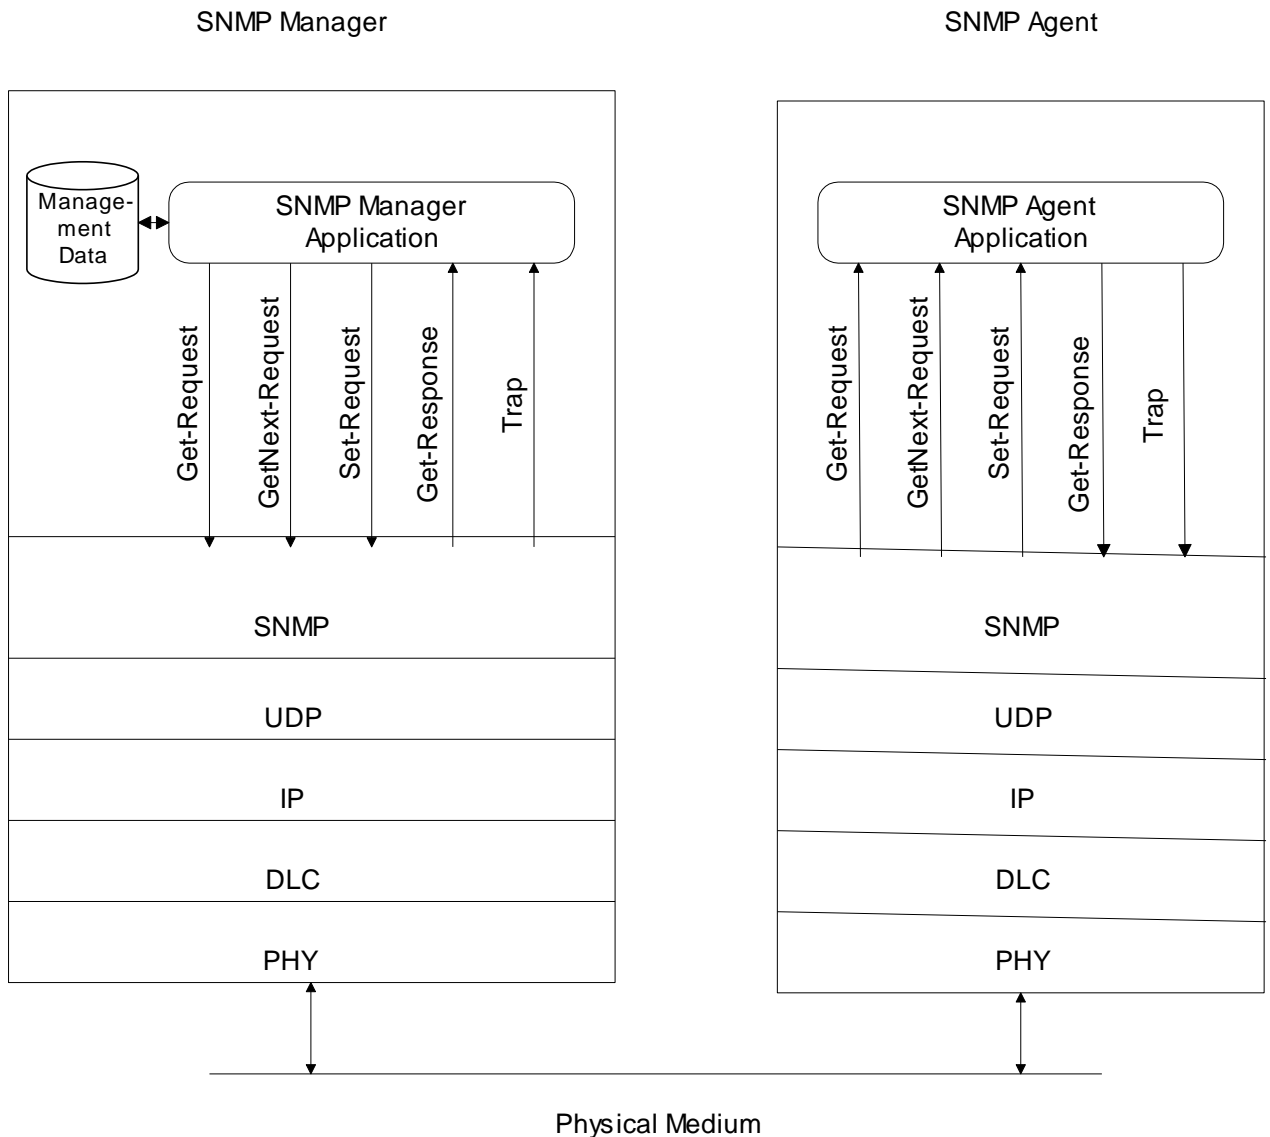 SNMP Manager
SNMP Agent
Manage-
ment
Data
SNMP Manager
Application
Get-Request
GetNext-Request
Set-Request
Get-Response
Trap
SNMP
UDP
IP
DLC
PHY
SNMP Agent
Application
Get-Request
GetNext-Request
Set-Request
Get-Response
Trap
SNMP
UDP
IP
DLC
PHY
Physical Medium